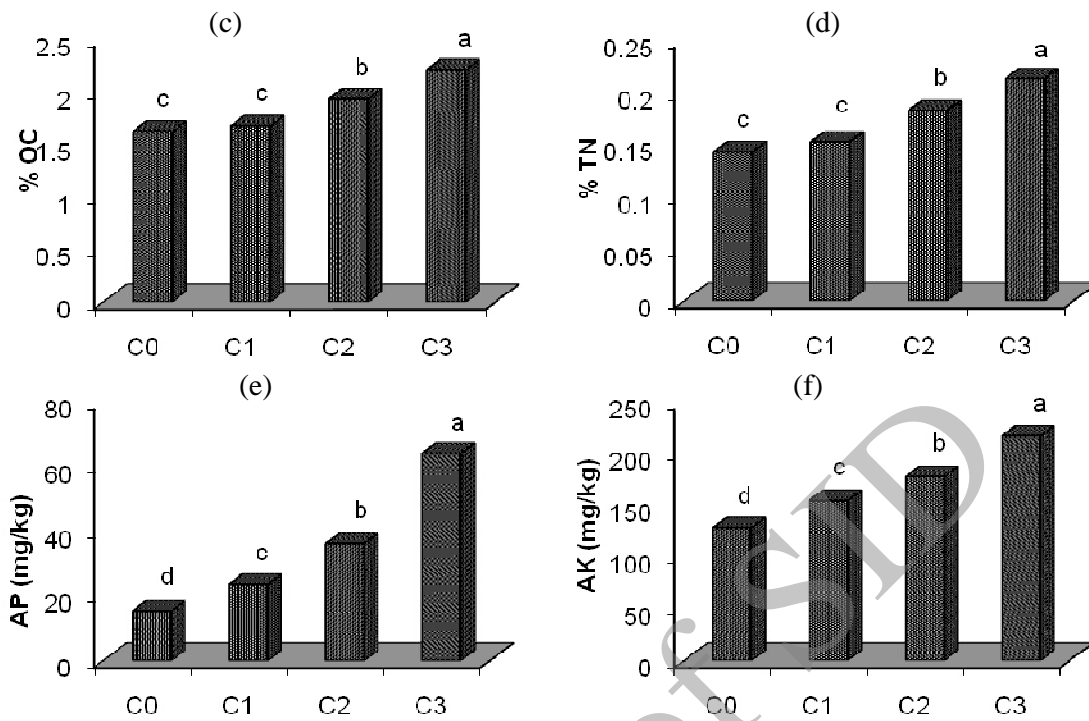 (c)
% OC
2.5
2
1.5
1
0.5
0
c
c
b
a
C0 C1 C2 C3
(d)
% TN
0.25
0.2
0.15
0.1
0.05
0
c
c
b
a
C0 C1 C2 C3
(e)
AP (mg/kg)
80
60
40
20
0
d
c
b
a
C0 C1 C2 C3
(f)
AK (mg/kg)
250
200
150
100
50
0
d
c
b
a
C0 C1 C2 C3
of SID